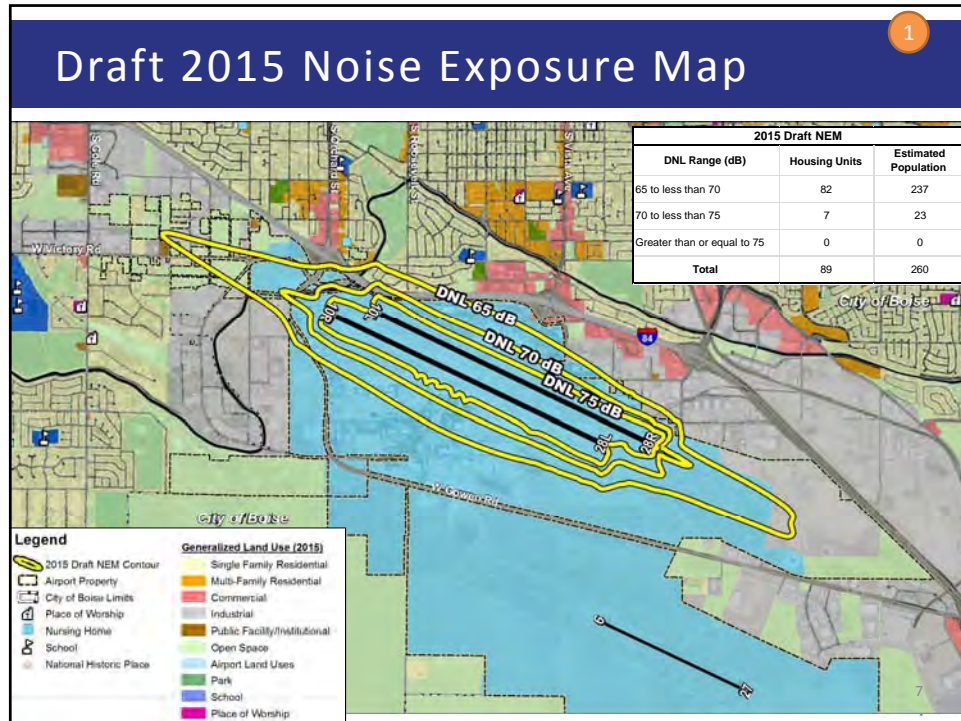 Draft 2015 Noise Exposure Map
1
2015 Draft NEM
DNL Range (dB) Housing Units Estimated Population
65 to less than 70 82 237
70 to less than 75 7 23
Greater than or equal to 75 0 0
Total 89 260
S Cole Rd
S Orchard St
S Roosevelt St
S Vista Ave
W Victory Rd
City of Boise
84
DNL 65 dB
DNL 70 dB
DNL 75 dB
10R
10L
28L
28R
W Gowen Rd
City of Boise
9
27
Legend
2015 Draft NEM Contour
Airport Property
City of Boise Limits
Place of Worship
Nursing Home
School
National Historic Place
Generalized Land Use (2015)
Single Family Residential
Multi-Family Residential
Commercial
Industrial
Public Facility/Institutional
Open Space
Airport Land Uses
Park
School
Place of Worship
7